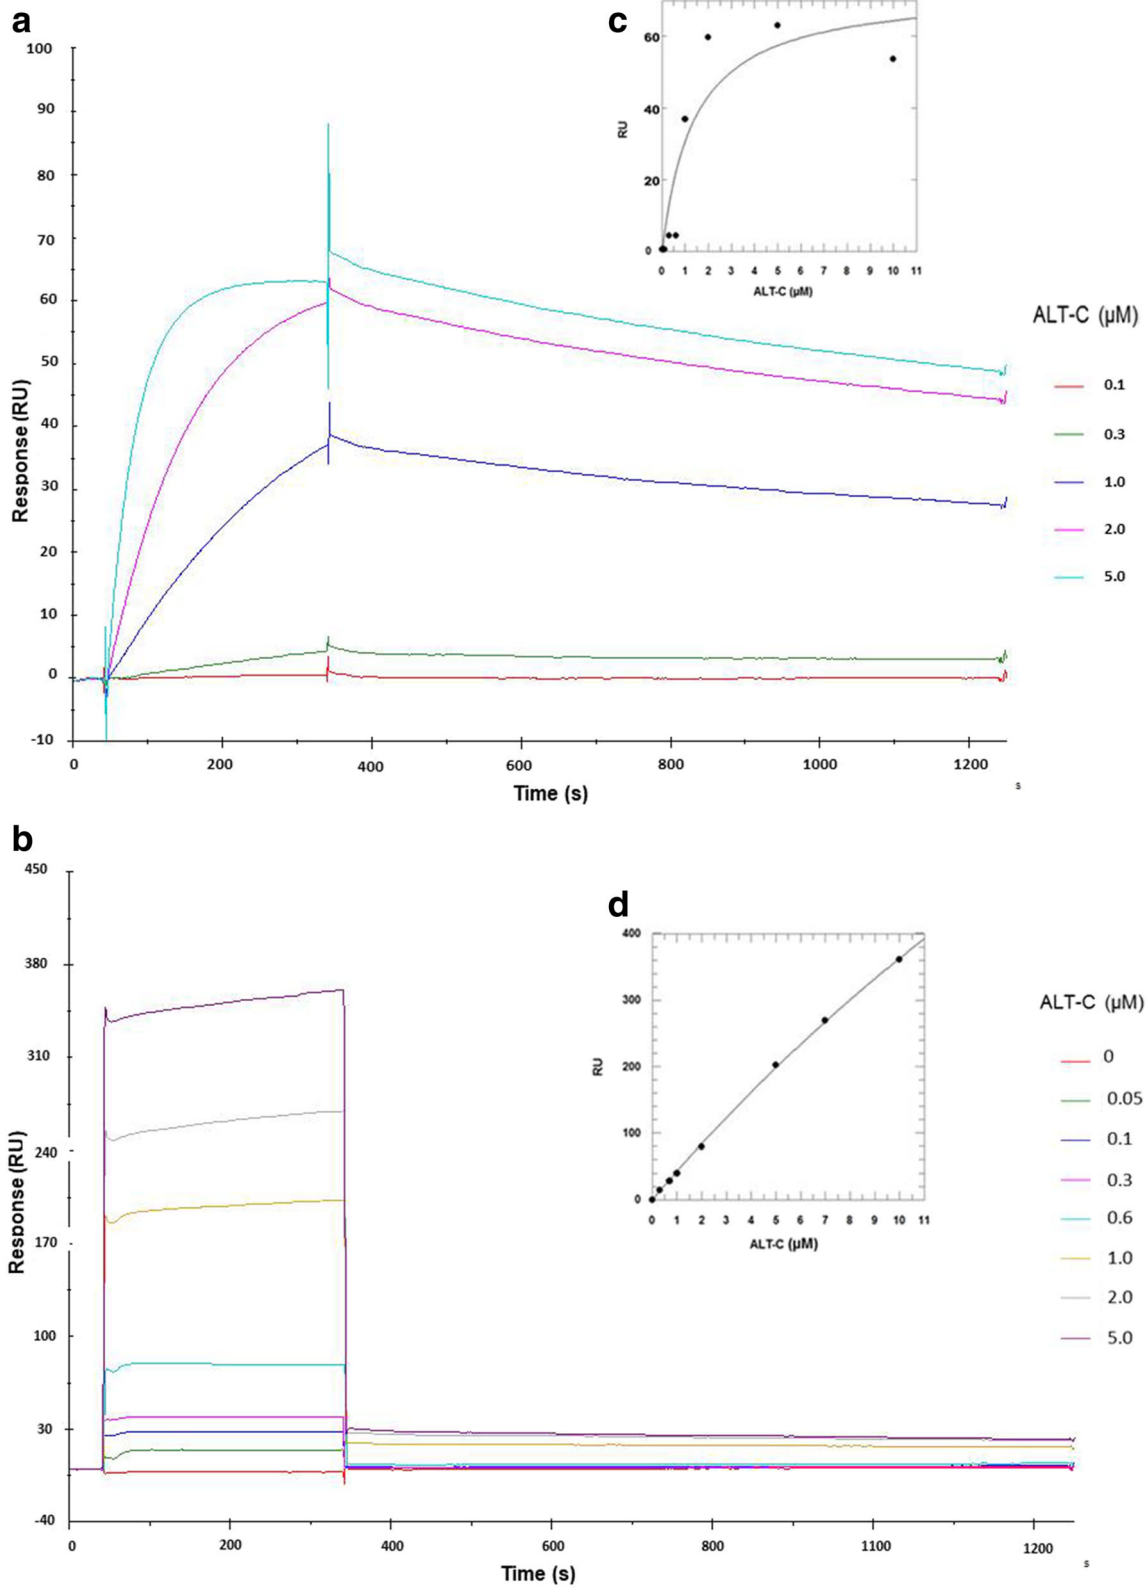 a
100
90
80
70
60
50
40
30
20
10
0
-10
Response (RU)
0 200 400 600 800 1000 1200
s
Time (s)
c
60
40
20
0
RU
0 1 2 3 4 5 6 7 8 9 10 11
ALT-C (µM)
ALT-C (µM)
0.1
0.3
1.0
2.0
5.0
b
450
380
310
240
170
100
30
-40
Response (RU)
0 200 400 600 800 1100 1200
s
Time (s)
d
400
300
200
100
0
RU
0 1 2 3 4 5 6 7 8 9 10 11
ALT-C (µM)
ALT-C (µM)
0
0.05
0.1
0.3
0.6
1.0
2.0
5.0